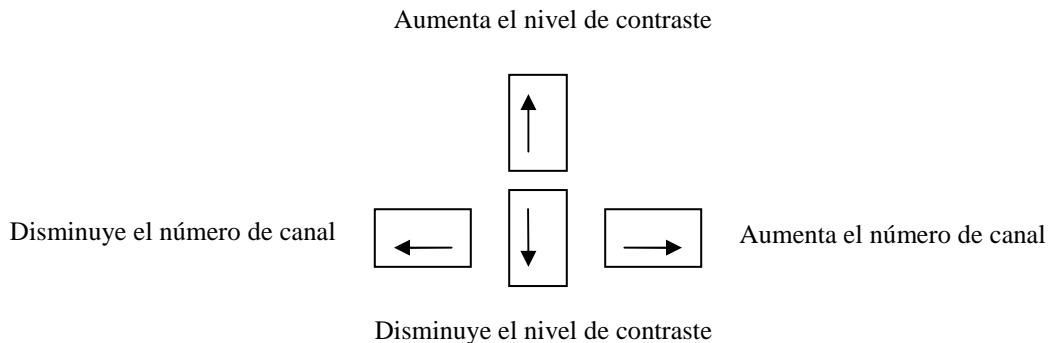 Aumenta el nivel de contraste
Disminuye el número de canal
Aumenta el número de canal
Disminuye el nivel de contraste